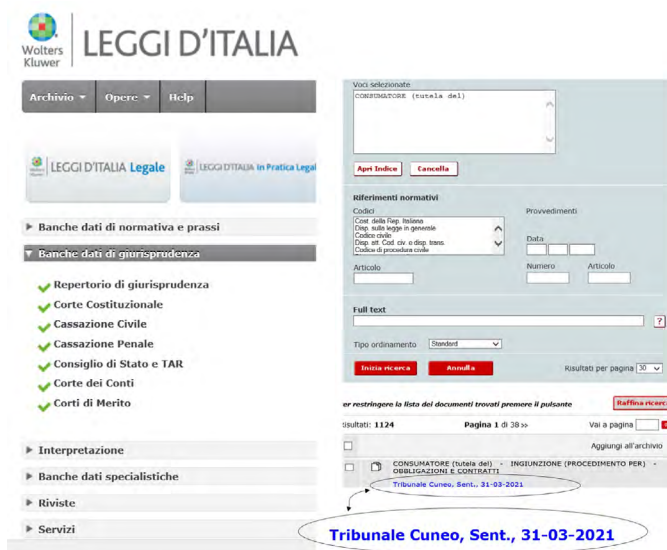 Wolters
Kluwer
LEGGI D'ITALIA
Archivio Opere Help
LEGGI D'ITALIA Legale
LEGGI D'ITALIA In Pratica Legal
Banche dati di normativa e prassi
Banche dati di giurisprudenza
Repertorio di giurisprudenza
Corte Costituzionale
Cassazione Civile
Cassazione Penale
Consiglio di Stato e TAR
Corte dei Conti
Corti di Merito
Interpretazione
Banche dati specialistiche
Riviste
Servizi
Voci selezionate
CONSUMATORE (tutela del)
Apri Indice Cancella
Riferimenti normativi
Codici Provvedimenti
Cost. della Rep. Italiana
Disp. sulla legge in generale
Codice civile
Disp. att. Cod. civ. e disp. trans.
Codice di procedura civile
Data
Articolo Numero Articolo
Full text
?
Tipo ordinamento Standard
Inizia ricerca Annulla Risultati per pagina 30
er restringere la lista dei documenti trovati premere il pulsante Raffina ricerc
isultati: 1124 Pagina 1 di 38 >> Vai a pagina
Aggiungi all'archivio
CONSUMATORE (tutela del) - INGIUNZIONE (PROCEDIMENTO PER) -
OBBLIGAZIONI E CONTRATTI
Tribunale Cuneo, Sent., 31-03-2021
Tribunale Cuneo, Sent., 31-03-2021